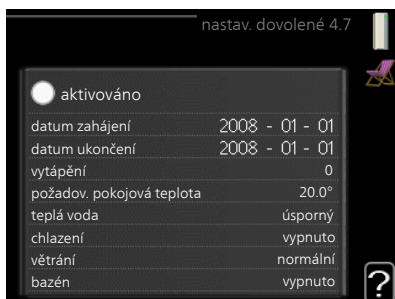 nastav. dovolené 4.7
aktivováno
datum zahájení 2008 - 01 - 01
datum ukončení 2008 - 01 - 01
vytápění 0
požadov. pokojová teplota 20.0°
teplá voda úsporný
chlazení vypnuto
větrání normální
bazén vypnuto
?